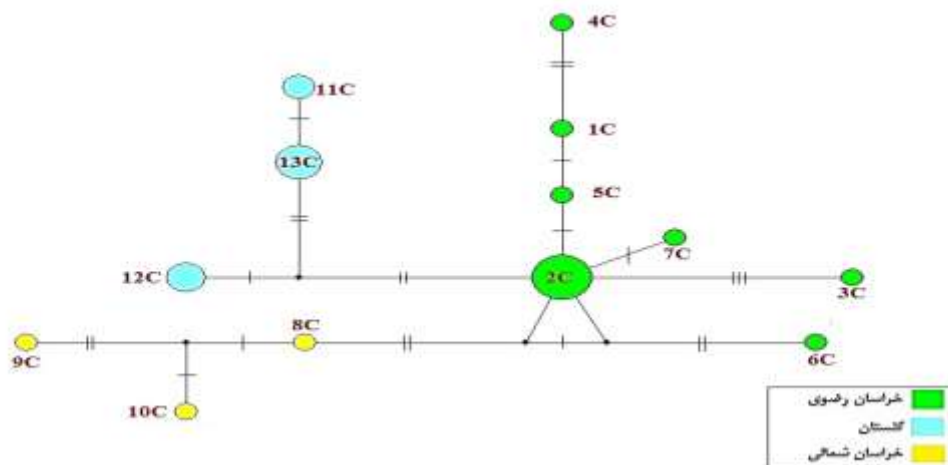 4C
11C
1C
13C
5C
7C
12C
2C
3C
8C
9C
6C
10C
خراسان رضوی
گلستان
خراسان شمالی